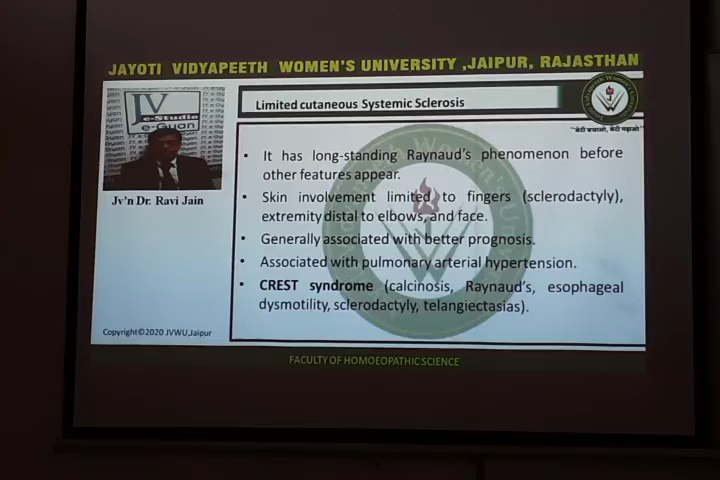 JAYOTI VIDYAPEETH WOMEN'S UNIVERSITY ,JAIPUR, RAJASTHAN
JV
e-Studio
e-Gyan
Jv'n Dr. Ravi Jain
Limited cutaneous Systemic Sclerosis
"बेटी बचाओ, बेटी पढ़ाओ"
• It has long-standing Raynaud's phenomenon before
other features appear.
• Skin involvement limited to fingers (sclerodactyly),
extremity distal to elbows, and face.
• Generally associated with better prognosis.
• Associated with pulmonary arterial hypertension.
• CREST syndrome (calcinosis, Raynaud's, esophageal
dysmotility, sclerodactyly, telangiectasias).
Copyright©2020 JVWU,Jaipur
FACULTY OF HOMOEOPATHIC SCIENCE